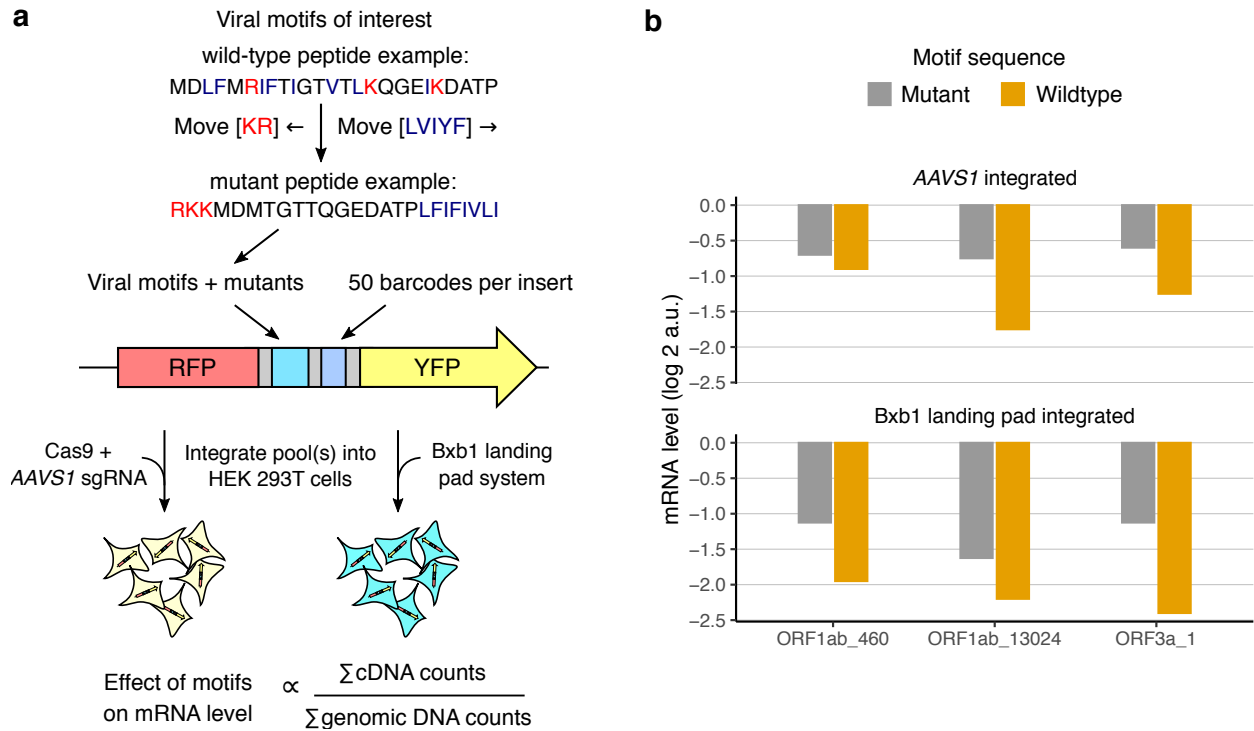 a
Viral motifs of interest
wild-type peptide example:
MDLFMRIFTIGTVTLKQGEIKDATP
Move [KR] ← Move [LVIYF] →
mutant peptide example:
RKKMDMTGTTQGEDATPLFIFIVLI
Viral motifs + mutants 50 barcodes per insert
RFP YFP
Cas9 +
AAVS1 sgRNA
Integrate pool(s) into
HEK 293T cells
Bxb1 landing
pad system
Effect of motifs
on mRNA level
∝
∑cDNA counts
∑genomic DNA counts
b
Motif sequence
Mutant Wildtype
mRNA level (log 2 a.u.)
AAVS1 integrated
0.0
−0.5
−1.0
−1.5
−2.0
−2.5
Bxb1 landing pad integrated
0.0
−0.5
−1.0
−1.5
−2.0
−2.5
ORF1ab_460 ORF1ab_13024 ORF3a_1